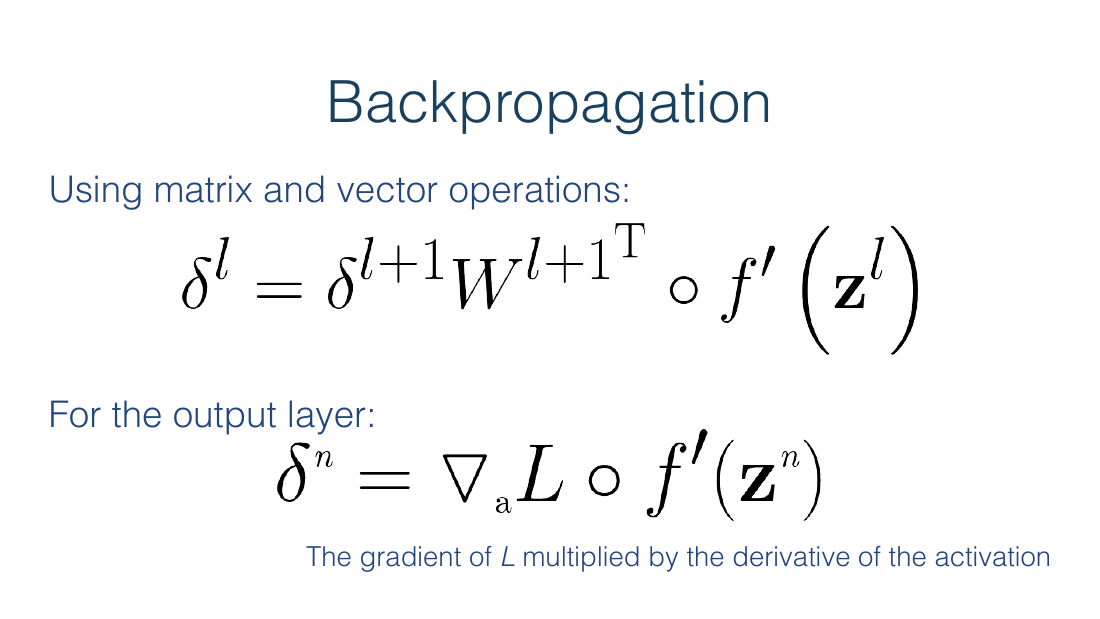 Backpropagation
Using matrix and vector operations:
δ^l = δ^{l+1} W^{l+1^T} ∘ f′(𝐳^l)
For the output layer:
δ^n = ∇_a L ∘ f′(𝐳^n)
The gradient of L multiplied by the derivative of the activation